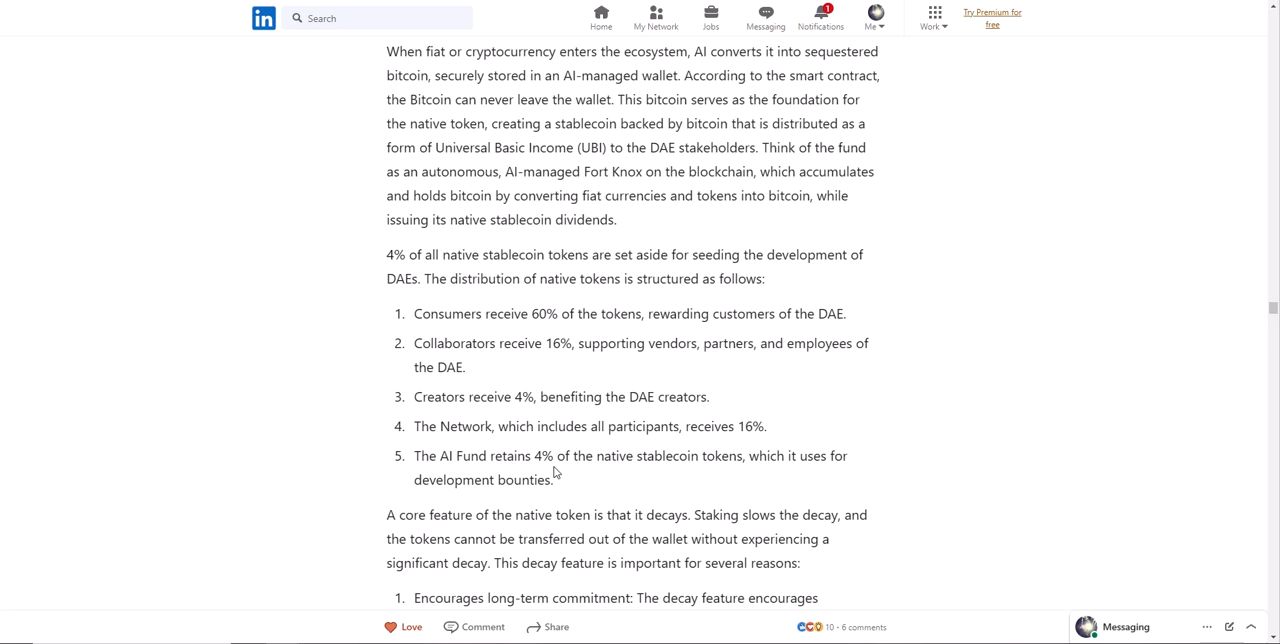 in
Search
Home
My Network
Jobs
Messaging
1
Notifications
Me
Work
Try Premium for
free
When fiat or cryptocurrency enters the ecosystem, AI converts it into sequestered
bitcoin, securely stored in an AI-managed wallet. According to the smart contract,
the Bitcoin can never leave the wallet. This bitcoin serves as the foundation for
the native token, creating a stablecoin backed by bitcoin that is distributed as a
form of Universal Basic Income (UBI) to the DAE stakeholders. Think of the fund
as an autonomous, AI-managed Fort Knox on the blockchain, which accumulates
and holds bitcoin by converting fiat currencies and tokens into bitcoin, while
issuing its native stablecoin dividends.
4% of all native stablecoin tokens are set aside for seeding the development of
DAEs. The distribution of native tokens is structured as follows:
1. Consumers receive 60% of the tokens, rewarding customers of the DAE.
2. Collaborators receive 16%, supporting vendors, partners, and employees of
the DAE.
3. Creators receive 4%, benefiting the DAE creators.
4. The Network, which includes all participants, receives 16%.
5. The AI Fund retains 4% of the native stablecoin tokens, which it uses for
development bounties.
A core feature of the native token is that it decays. Staking slows the decay, and
the tokens cannot be transferred out of the wallet without experiencing a
significant decay. This decay feature is important for several reasons:
1. Encourages long-term commitment: The decay feature encourages
Love
Comment
Share
10 · 6 comments
Messaging